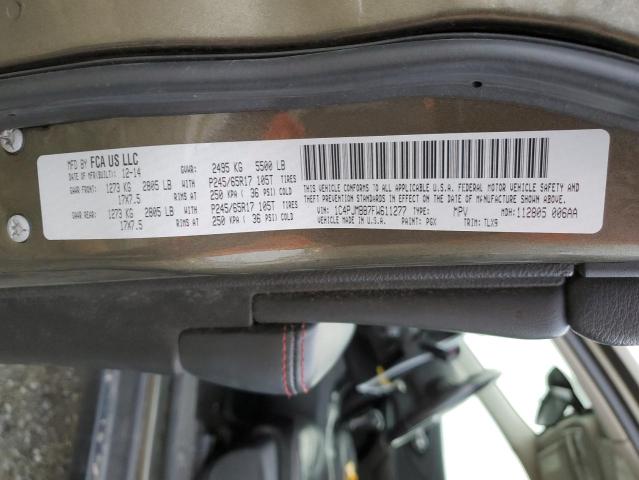 MFD BY FCA US LLC
DATE OF MFR(BUILT): 12-14 GVWR: 2495 KG 5500 LB
GAWR FRONT: 1273 KG 2805 LB WITH P245/65R17 105T TIRES
17X7.5 RIMS AT 250 KPA ( 36 PSI) COLD
GAWR REAR: 1273 KG 2805 LB WITH P245/65R17 105T TIRES
17X7.5 RIMS AT 250 KPA ( 36 PSI) COLD
THIS VEHICLE CONFORMS TO ALL APPLICABLE U.S.A. FEDERAL MOTOR VEHICLE SAFETY AND
THEFT PREVENTION STANDARDS IN EFFECT ON THE DATE OF MANUFACTURE SHOWN ABOVE.
VIN: 1C4PJMBB7FW611277 TYPE: MPV MDH: 112805 006AA
VEHICLE MADE IN U.S.A. PAINT: PGX TRIM: TLX9